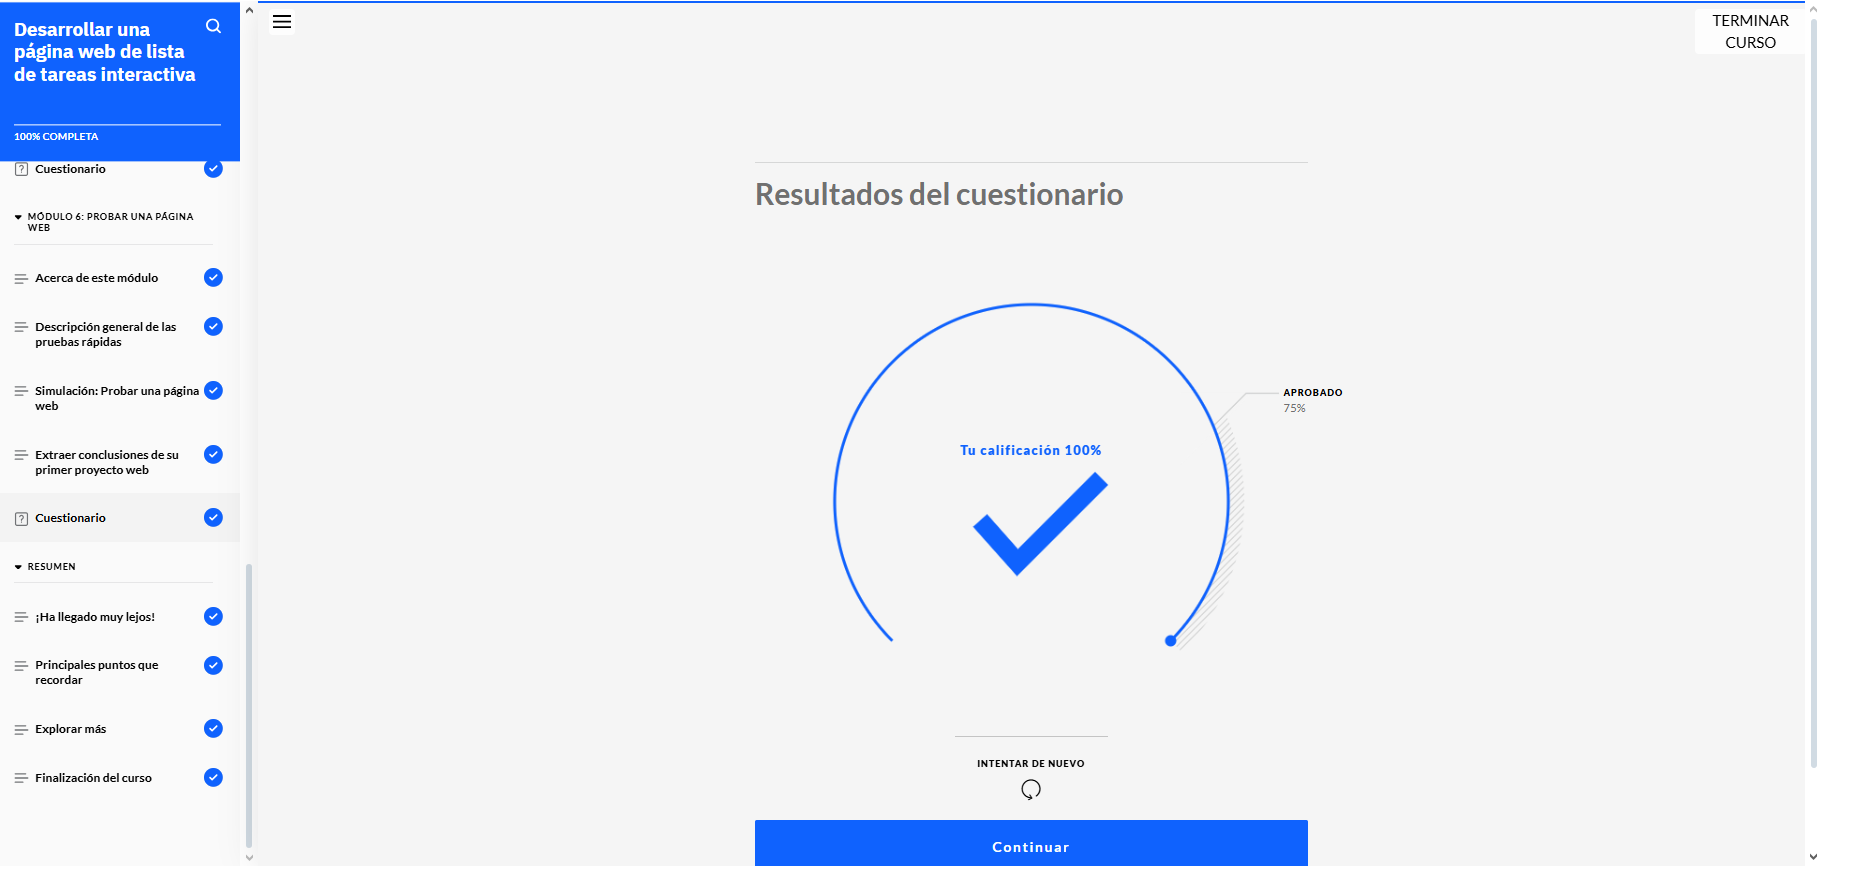 Desarrollar una
página web de lista
de tareas interactiva
100% COMPLETA
Cuestionario
MÓDULO 6: PROBAR UNA PÁGINA
WEB
Acerca de este módulo
Descripción general de las
pruebas rápidas
Simulación: Probar una página
web
Extraer conclusiones de su
primer proyecto web
Cuestionario
RESUMEN
¡Ha llegado muy lejos!
Principales puntos que
recordar
Explorar más
Finalización del curso
TERMINAR
CURSO
Resultados del cuestionario
APROBADO
75%
Tu calificación 100%
INTENTAR DE NUEVO
Continuar